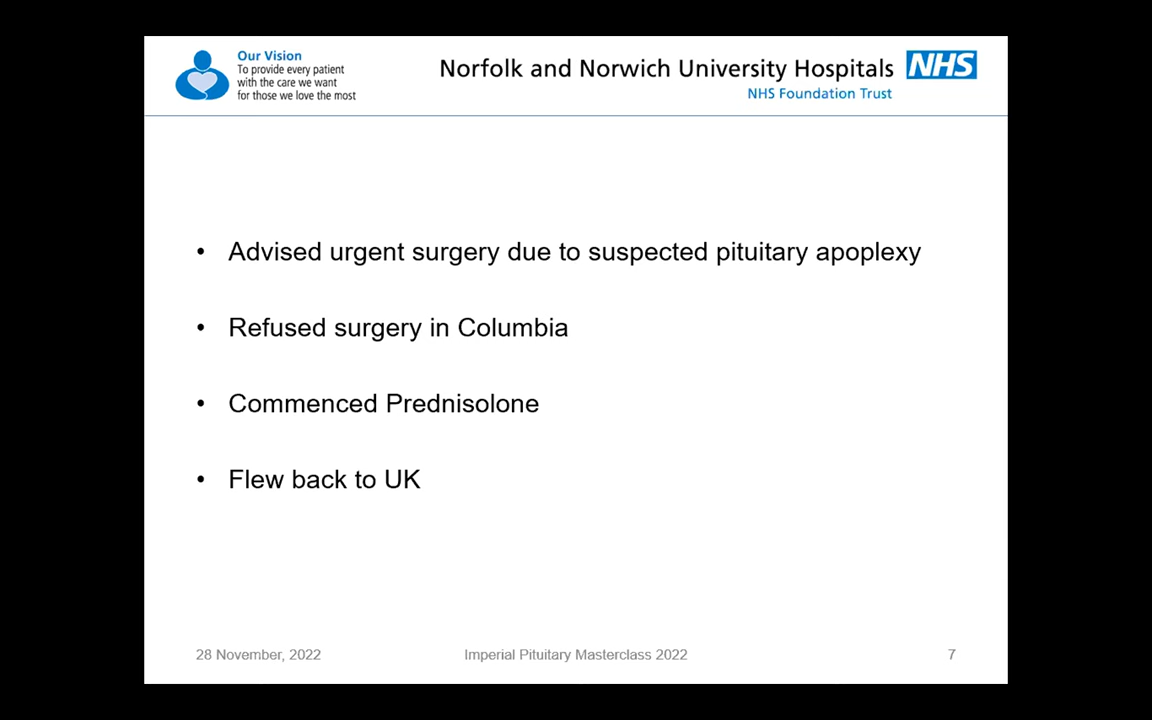 Our Vision
To provide every patient
with the care we want
for those we love the most
Norfolk and Norwich University Hospitals NHS
NHS Foundation Trust
• Advised urgent surgery due to suspected pituitary apoplexy
• Refused surgery in Columbia
• Commenced Prednisolone
• Flew back to UK
28 November, 2022 Imperial Pituitary Masterclass 2022 7